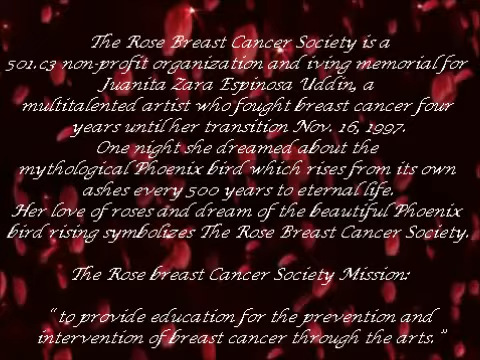 The Rose Breast Cancer Society is a
501.c3 non-profit organization and iving memorial for
Juanita Zara Espinosa Uddin, a
multitalented artist who fought breast cancer four
years until her transition Nov. 16, 1997.
One night she dreamed about the
mythological Phoenix bird which rises from its own
ashes every 500 years to eternal life.
Her love of roses and dream of the beautiful Phoenix
bird rising symbolizes The Rose Breast Cancer Society.
The Rose breast Cancer Society Mission:
"to provide education for the prevention and
intervention of breast cancer through the arts."